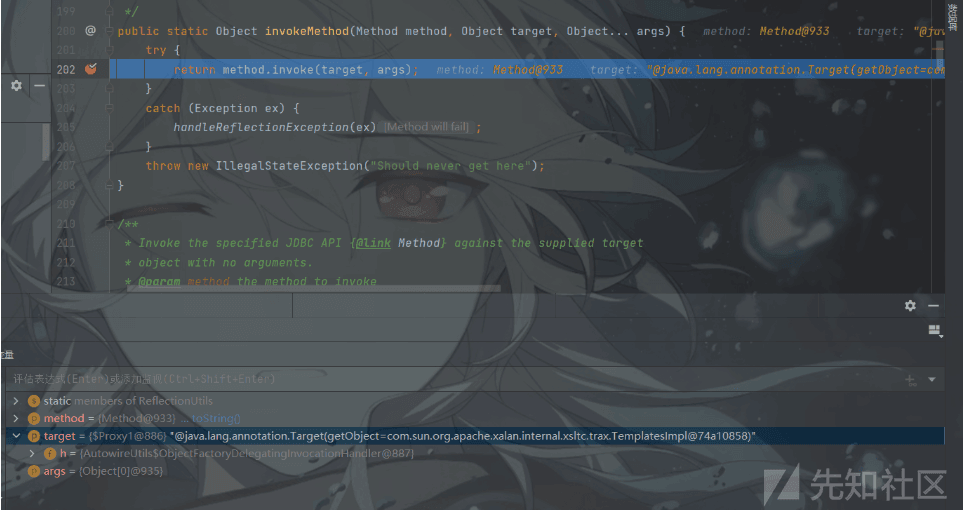 数据库
199 */
200 @ public static Object invokeMethod(Method method, Object target, Object... args) { method: Method@933 target: "@jav
201 try {
202 return method.invoke(target, args); method: Method@933 target: "@java.lang.annotation.Target(getObject=com
203 }
204 catch (Exception ex) {
205 handleReflectionException(ex) [Method will fail] ;
206 }
207 throw new IllegalStateException("Should never get here");
208 }
209
210 /**
211 * Invoke the specified JDBC API {@link Method} against the supplied target
212 * object with no arguments.
213 * @param method the method to invoke
变量
评估表达式(Enter)或添加监视(Ctrl+Shift+Enter)
static members of ReflectionUtils
method = {Method@933} ... toString()
target = {$Proxy1@886} "@java.lang.annotation.Target(getObject=com.sun.org.apache.xalan.internal.xsltc.trax.TemplatesImpl@74a10858)"
h = {AutowireUtils$ObjectFactoryDelegatingInvocationHandler@887}
args = {Object[0]@935}
先知社区